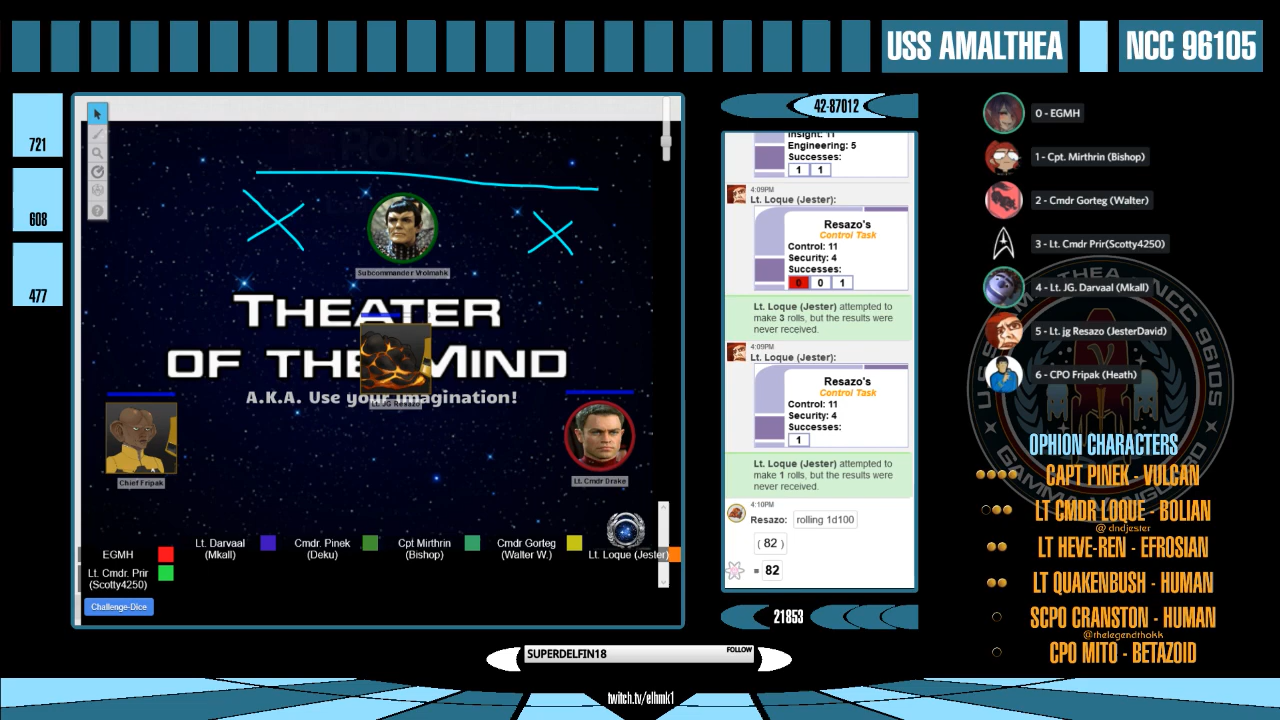 USS AMALTHEA
NCC 96105
721
608
477
Subcommander Vrolmahk
THEATER
OF THE MIND
A.K.A. Use your imagination!
Lt. JG Resazo
Chief Fripak
Lt. Cmdr Drake
EGMH
Lt. Darvaal
(Mkall)
Cmdr. Pinek
(Deku)
Cpt Mirthrin
(Bishop)
Cmdr Gorteg
(Walter W.)
Lt. Loque (Jester)
Lt. Cmdr. Prir
(Scotty4250)
Challenge-Dice
42-87012
Insight: 11
Engineering: 5
Successes:
1 1
4:09PM
Lt. Loque (Jester):
Resazo's
Control Task
Control: 11
Security: 4
Successes:
0 0 1
Lt. Loque (Jester) attempted to
make 3 rolls, but the results were
never received.
4:09PM
Lt. Loque (Jester):
Resazo's
Control Task
Control: 11
Security: 4
Successes:
1
Lt. Loque (Jester) attempted to
make 1 rolls, but the results were
never received.
4:10PM
Resazo: rolling 1d100
( 82 )
= 82
21853
0 - EGMH
1 - Cpt. Mirthrin (Bishop)
2 - Cmdr Gorteg (Walter)
3 - Lt. Cmdr Prir(Scotty4250)
4 - Lt. JG. Darvaal (Mkall)
5 - Lt. jg Resazo (JesterDavid)
6 - CPO Fripak (Heath)
OPHION CHARACTERS
CAPT PINEK - VULCAN
LT CMDR LOQUE - BOLIAN
@dndjester
LT HEVE-REN - EFROSIAN
LT QUAKENBUSH - HUMAN
SCPO CRANSTON - HUMAN
@thelegendthokk
CPO MITO - BETAZOID
SUPERDELFIN18
FOLLOW
twitch.tv/elhmk1